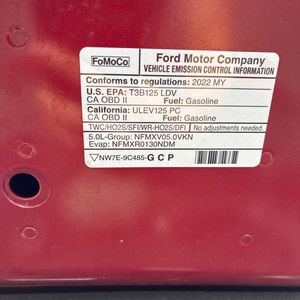 FoMoCo
Ford Motor Company
VEHICLE EMISSION CONTROL INFORMATION
Conforms to regulations: 2022 MY
U.S. EPA: T3B125 LDV
CA OBD II Fuel: Gasoline
California: ULEV125 PC
CA OBD II Fuel: Gasoline
TWC/HO2S/SFI/WR-HO2S/DFI No adjustments needed.
5.0L-Group: NFMXV05.0VKN
Evap: NFMXR0130NDM
NW7E-9C485-G C P